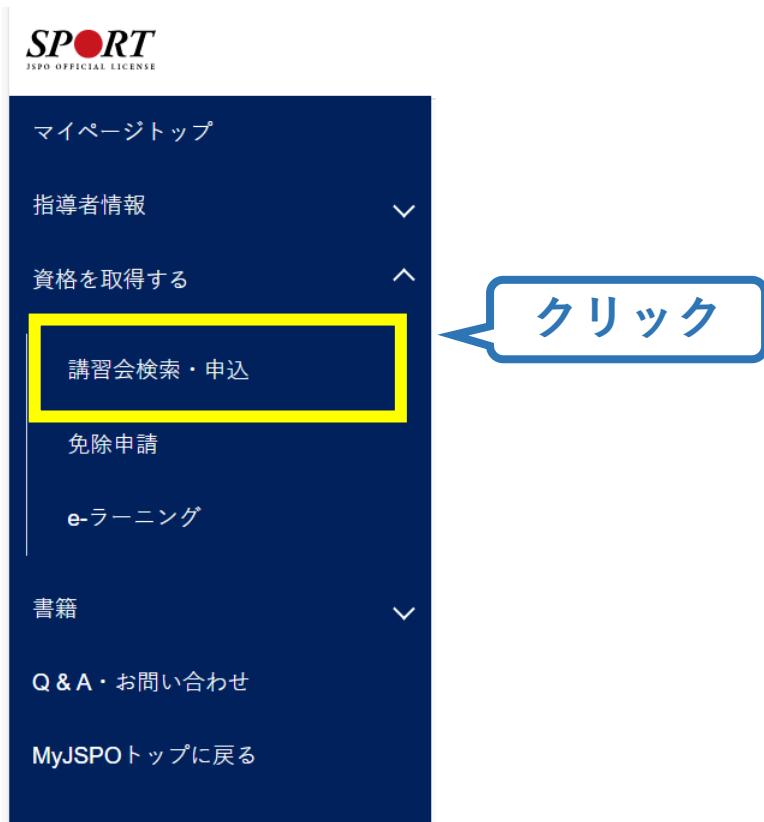 SPORT
JSPO OFFICIAL LICENSE
マイページトップ
指導者情報
資格を取得する
クリック
講習会検索・申込
免除申請
e-ラーニング
書籍
Q & A・お問い合わせ
MyJSPOトップに戻る